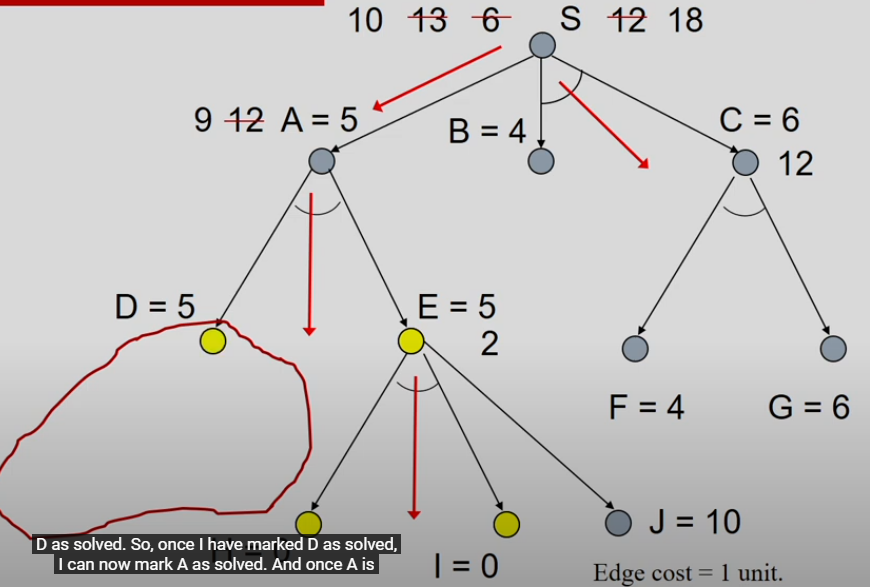 10 13 6 S 12 18
9 12 A = 5
B = 4
C = 6
12
D = 5
E = 5
2
F = 4
G = 6
J = 10
D as solved. So, once I have marked D as solved,
I can now mark A as solved. And once A is
I = 0
Edge cost = 1 unit.